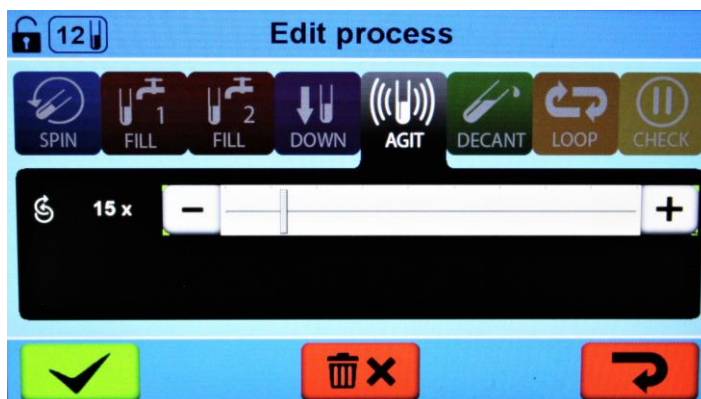 12
Edit process
SPIN
1
FILL
2
FILL
DOWN
AGIT
DECANT
LOOP
CHECK
15 x